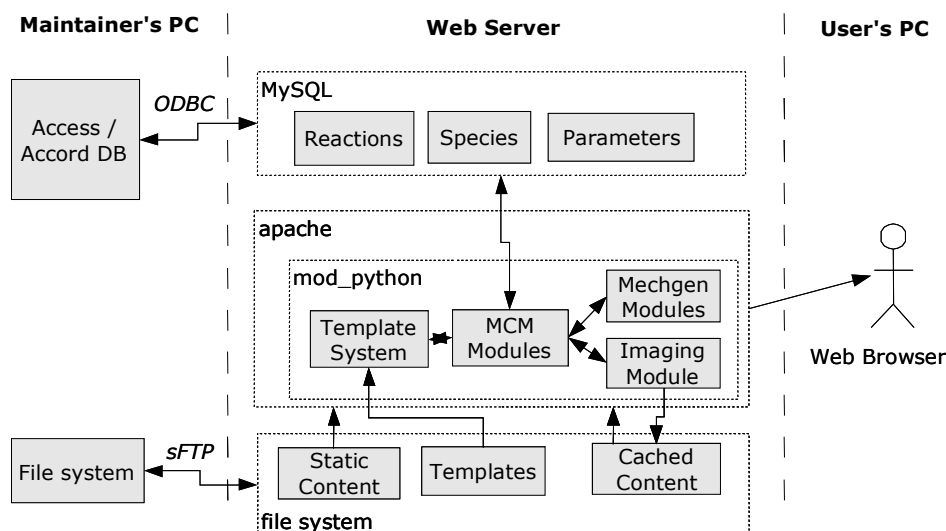 Maintainer's PC
Web Server
User's PC
MySQL
ODBC
Access /
Accord DB
Reactions
Species
Parameters
apache
mod_python
Mechgen
Modules
Template
System
MCM
Modules
Imaging
Module
Web Browser
sFTP
File system
Static
Content
Templates
Cached
Content
file system